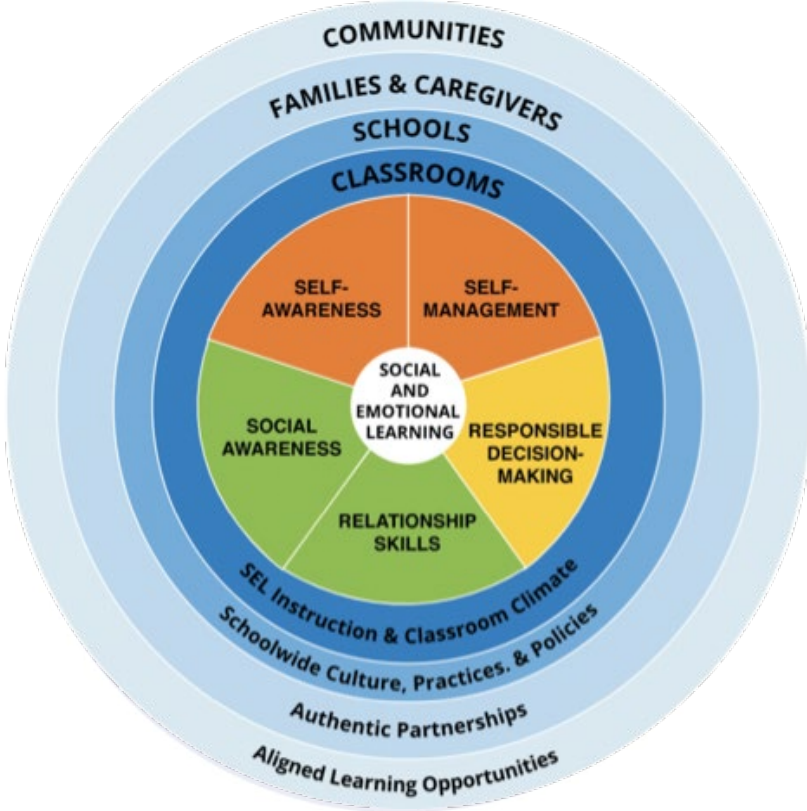 COMMUNITIES
FAMILIES & CAREGIVERS
SCHOOLS
CLASSROOMS
SELF-
AWARENESS
SELF-
MANAGEMENT
SOCIAL
AND
EMOTIONAL
LEARNING
SOCIAL
AWARENESS
RESPONSIBLE
DECISION-
MAKING
RELATIONSHIP
SKILLS
SEL Instruction & Classroom Climate
Schoolwide Culture, Practices. & Policies
Authentic Partnerships
Aligned Learning Opportunities